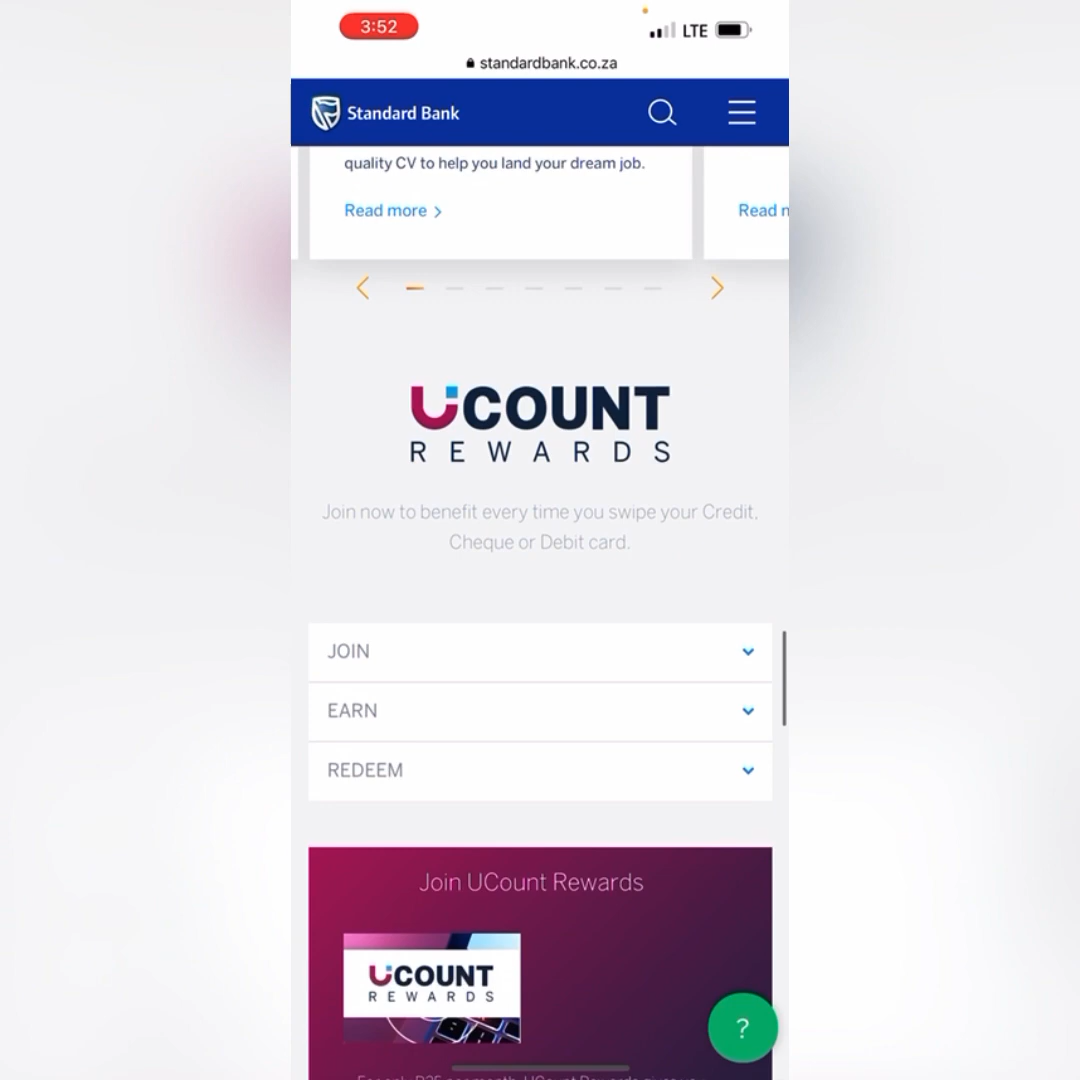 3:52
LTE
standardbank.co.za
Standard Bank
quality CV to help you land your dream job.
Read more
Read
UCOUNT
REWARDS
Join now to benefit every time you swipe your Credit,
Cheque or Debit card.
JOIN
EARN
REDEEM
Join UCount Rewards
UCOUNT
REWARDS
?